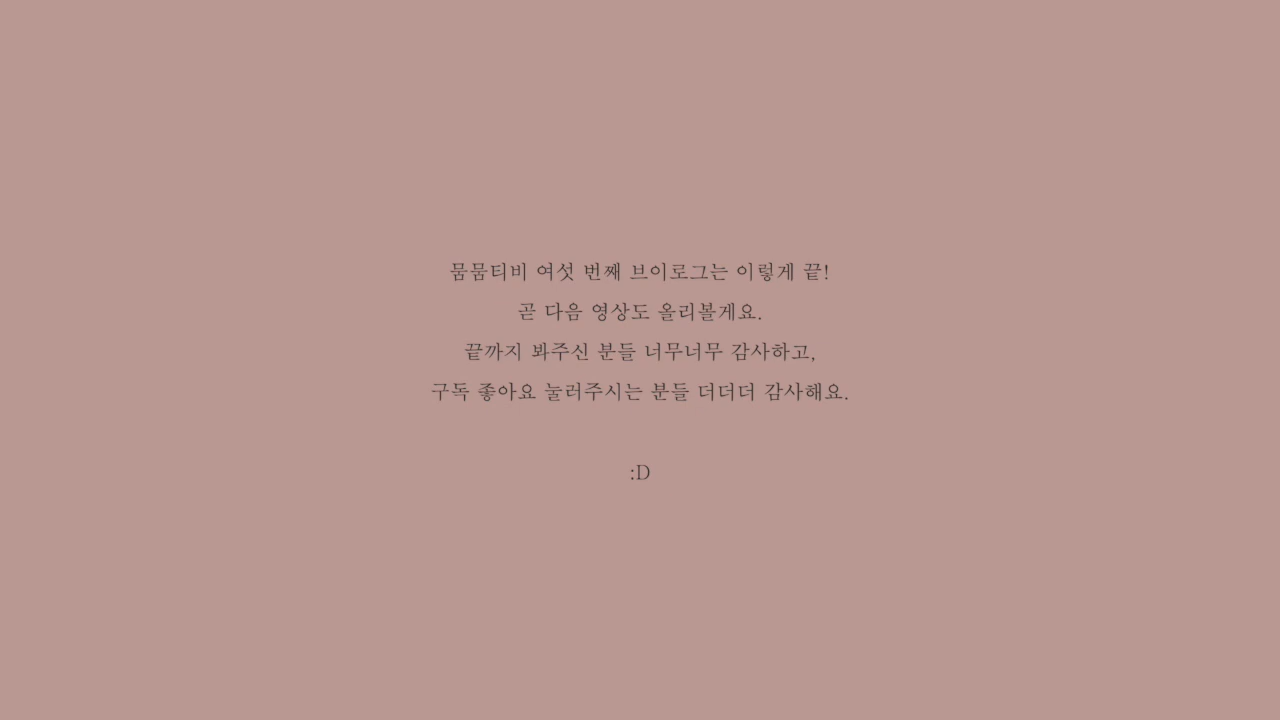 뭄뭄티비 여섯 번째 브이로그는 이렇게 끝!
곧 다음 영상도 올리볼게요.
끝까지 봐주신 분들 너무너무 감사하고,
구독 좋아요 눌러주시는 분들 더더더 감사해요.
:D